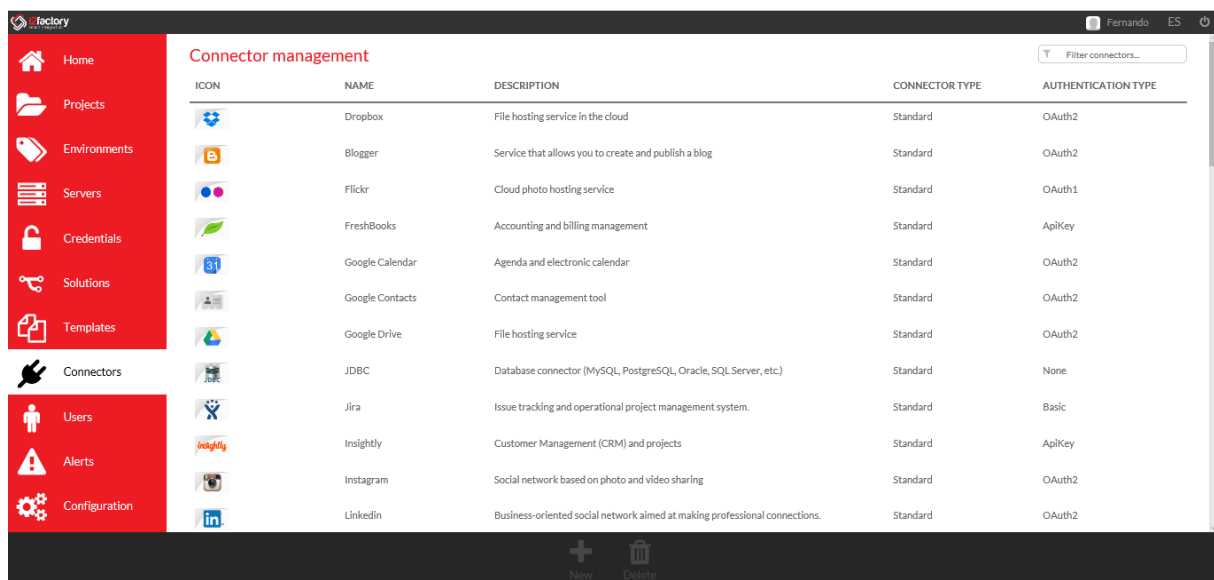 i2factory
Fernando ES
Home
Projects
Environments
Servers
Credentials
Solutions
Templates
Connectors
Users
Alerts
Configuration
Connector management
Filter connectors...
ICON NAME DESCRIPTION CONNECTOR TYPE AUTHENTICATION TYPE
Dropbox File hosting service in the cloud Standard OAuth2
Blogger Service that allows you to create and publish a blog Standard OAuth2
Flickr Cloud photo hosting service Standard OAuth1
FreshBooks Accounting and billing management Standard ApiKey
31 Google Calendar Agenda and electronic calendar Standard OAuth2
Google Contacts Contact management tool Standard OAuth2
Google Drive File hosting service Standard OAuth2
JDBC JDBC Database connector (MySQL, PostgreSQL, Oracle, SQL Server, etc.) Standard None
Jira Issue tracking and operational project management system. Standard Basic
insightly Insightly Customer Management (CRM) and projects Standard ApiKey
Instagram Social network based on photo and video sharing Standard OAuth2
in Linkedin Business-oriented social network aimed at making professional connections. Standard OAuth2
New Delete